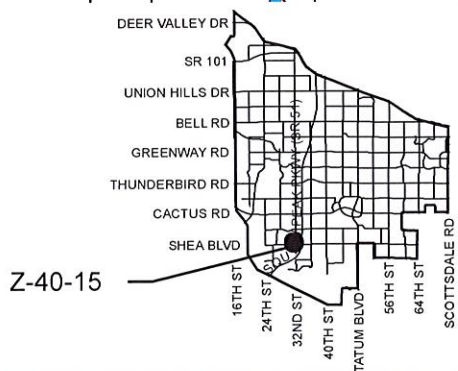 DEER VALLEY DR
SR 101
UNION HILLS DR
BELL RD
GREENWAY RD
THUNDERBIRD RD
CACTUS RD
SHEA BLVD
Z-40-15
16TH ST
24TH ST
32ND ST
40TH ST
TATUM BLVD
56TH ST
64TH ST
SCOTTSDALE RD
PEAK PKWY (SR 51)